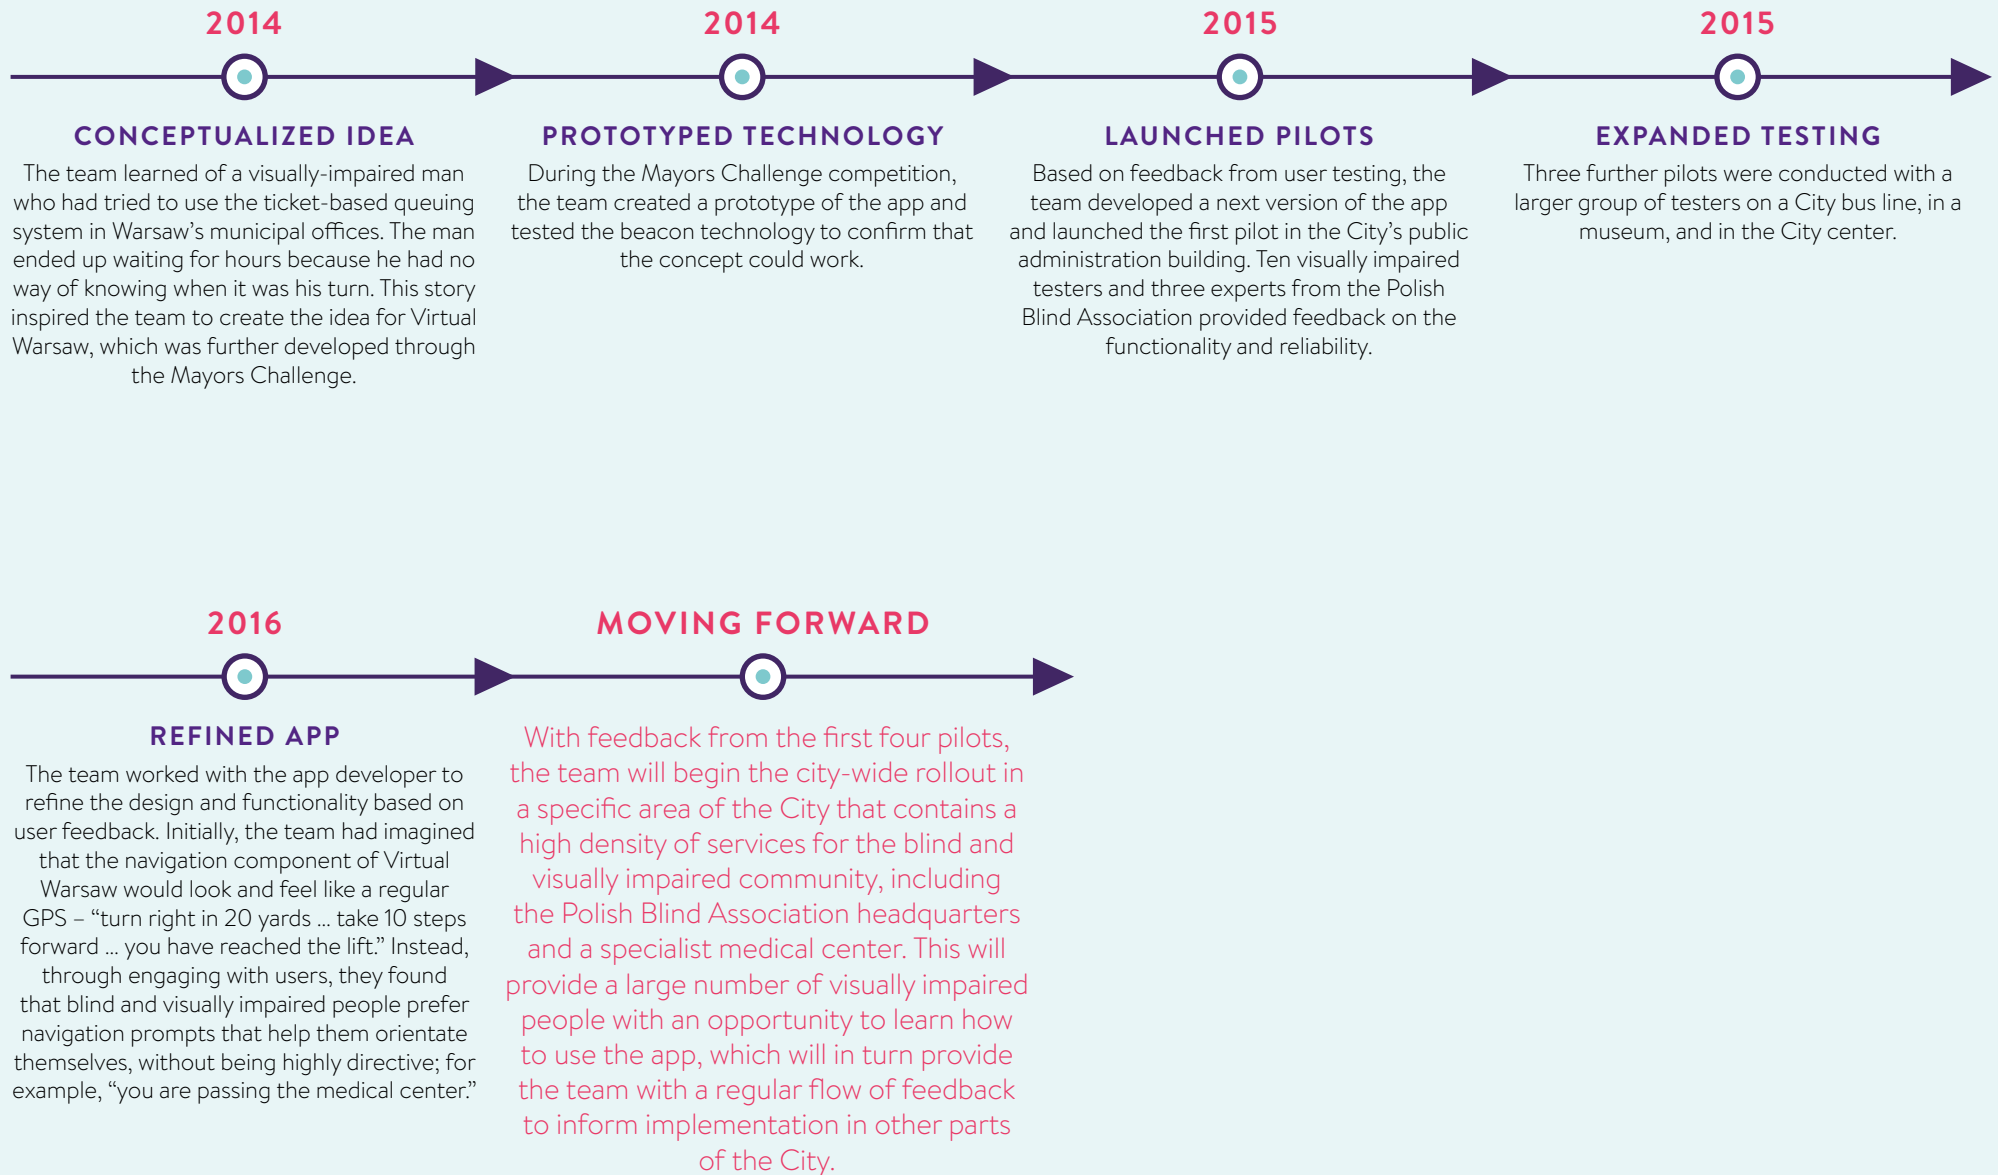 2014
CONCEPTUALIZED IDEA
The team learned of a visually-impaired man
who had tried to use the ticket-based queuing
system in Warsaw’s municipal offices. The man
ended up waiting for hours because he had no
way of knowing when it was his turn. This story
inspired the team to create the idea for Virtual
Warsaw, which was further developed through
the Mayors Challenge.
2014
PROTOTYPED TECHNOLOGY
During the Mayors Challenge competition,
the team created a prototype of the app and
tested the beacon technology to confirm that
the concept could work.
2015
LAUNCHED PILOTS
Based on feedback from user testing, the
team developed a next version of the app
and launched the first pilot in the City’s public
administration building. Ten visually impaired
testers and three experts from the Polish
Blind Association provided feedback on the
functionality and reliability.
2015
EXPANDED TESTING
Three further pilots were conducted with a
larger group of testers on a City bus line, in a
museum, and in the City center.
2016
REFINED APP
The team worked with the app developer to
refine the design and functionality based on
user feedback. Initially, the team had imagined
that the navigation component of Virtual
Warsaw would look and feel like a regular
GPS – “turn right in 20 yards ... take 10 steps
forward ... you have reached the lift.” Instead,
through engaging with users, they found
that blind and visually impaired people prefer
navigation prompts that help them orientate
themselves, without being highly directive; for
example, “you are passing the medical center.”
MOVING FORWARD
With feedback from the first four pilots,
the team will begin the city-wide rollout in
a specific area of the City that contains a
high density of services for the blind and
visually impaired community, including
the Polish Blind Association headquarters
and a specialist medical center. This will
provide a large number of visually impaired
people with an opportunity to learn how
to use the app, which will in turn provide
the team with a regular flow of feedback
to inform implementation in other parts
of the City.